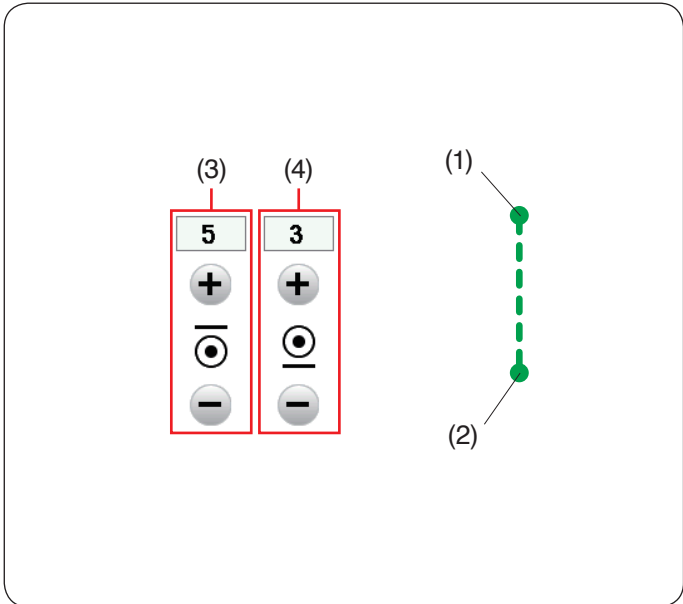 (3) (4) (1)
5 3
+ +
− −
(2)